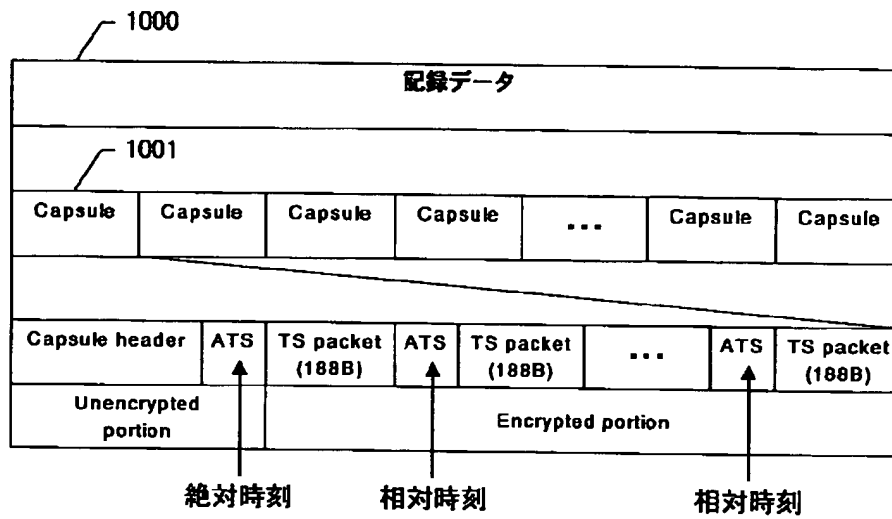 1000
記録データ
1001
Capsule Capsule Capsule Capsule ... Capsule Capsule
Capsule header ATS TS packet ATS TS packet ... ATS TS packet
(188B) (188B) (188B)
Unencrypted Encrypted portion
portion
絶対時刻 相対時刻 相対時刻